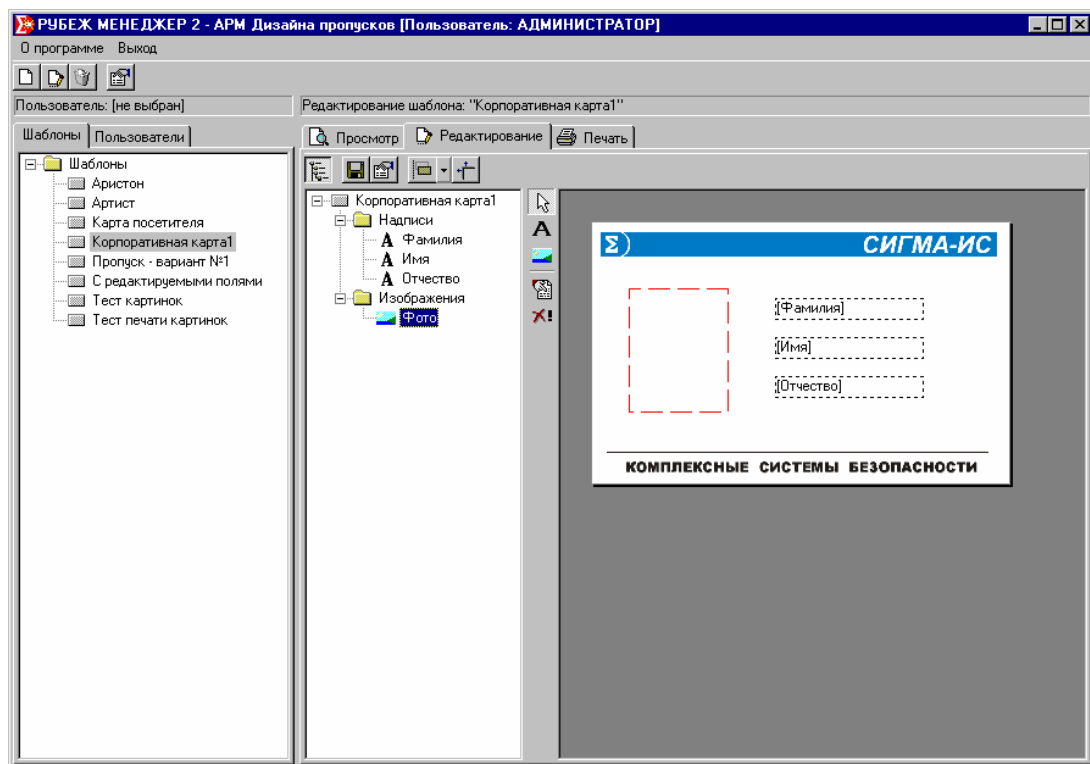 РУБЕЖ МЕНЕДЖЕР 2 - АРМ Дизайна пропусков [Пользователь: АДМИНИСТРАТОР]
О программе Выход
Пользователь: [не выбран]
Редактирование шаблона: "Корпоративная карта1"
Шаблоны Пользователи
Просмотр Редактирование Печать
Шаблоны
Аристон
Артист
Карта посетителя
Корпоративная карта1
Пропуск - вариант №1
С редактируемыми полями
Тест картинок
Тест печати картинок
Корпоративная карта1
Надписи
A Фамилия
A Имя
A Отчество
Изображения
Фото
A
Σ) СИГМА-ИС
[Фамилия]
[Имя]
[Отчество]
КОМПЛЕКСНЫЕ СИСТЕМЫ БЕЗОПАСНОСТИ